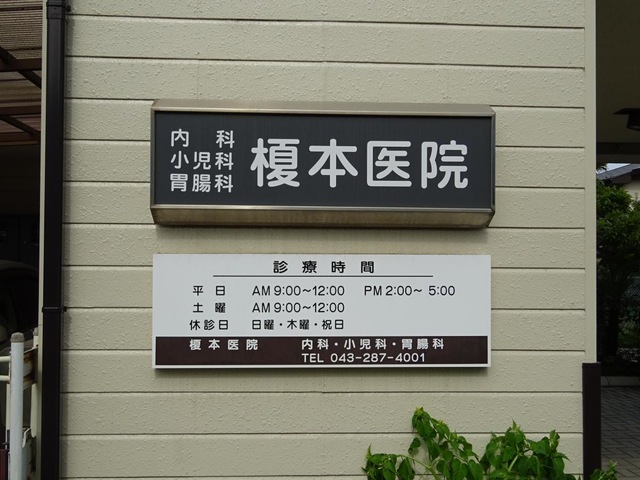 内科
小児科
胃腸科
榎本医院
診療時間
平日 AM 9:00～12:00 PM 2:00～ 5:00
土曜 AM 9:00～12:00
休診日 日曜・木曜・祝日
榎本医院 内科・小児科・胃腸科
TEL 043-287-4001